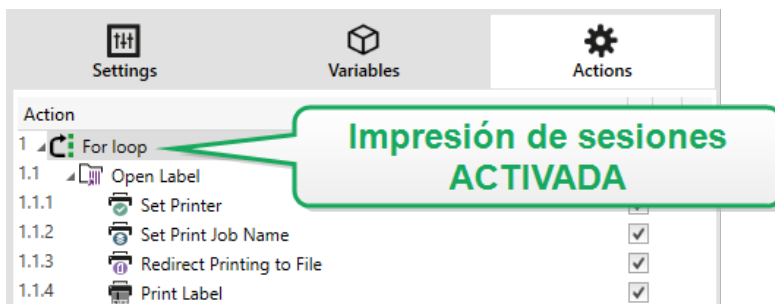 Settings
Variables
Actions
Action
1 For loop
Impresión de sesiones
ACTIVADA
1.1 Open Label
1.1.1 Set Printer
1.1.2 Set Print Job Name
1.1.3 Redirect Printing to File
1.1.4 Print Label